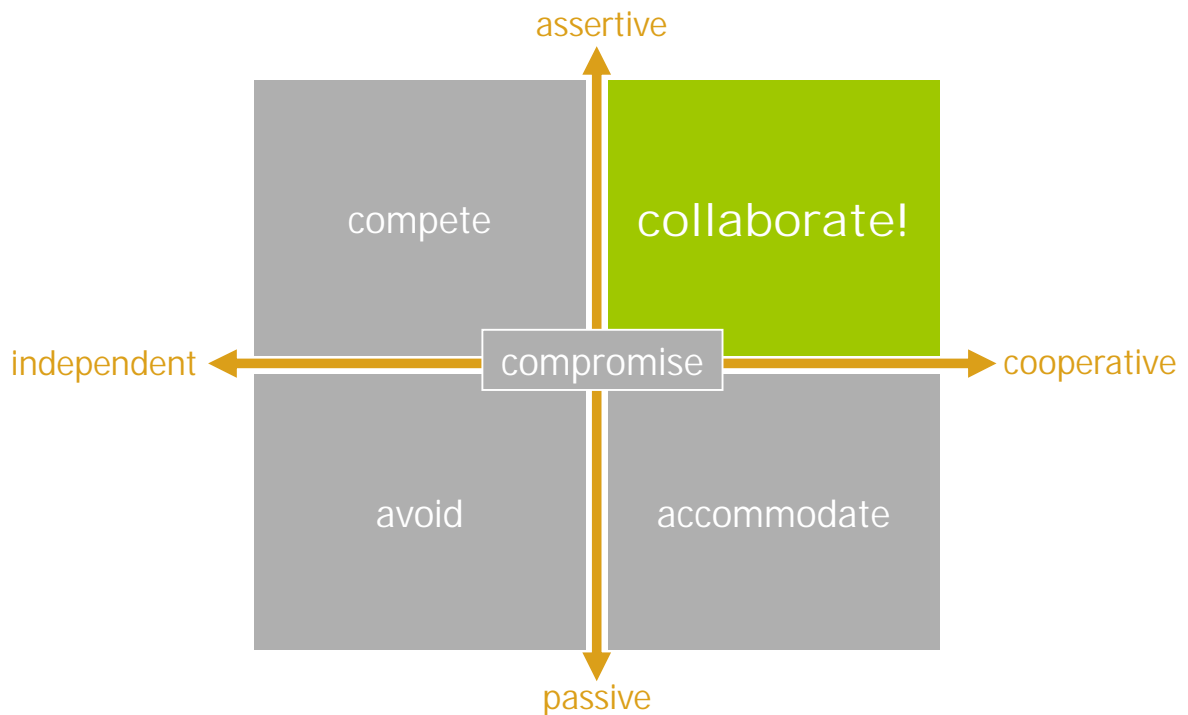 assertive
compete
collaborate!
independent
compromise
cooperative
avoid
accommodate
passive